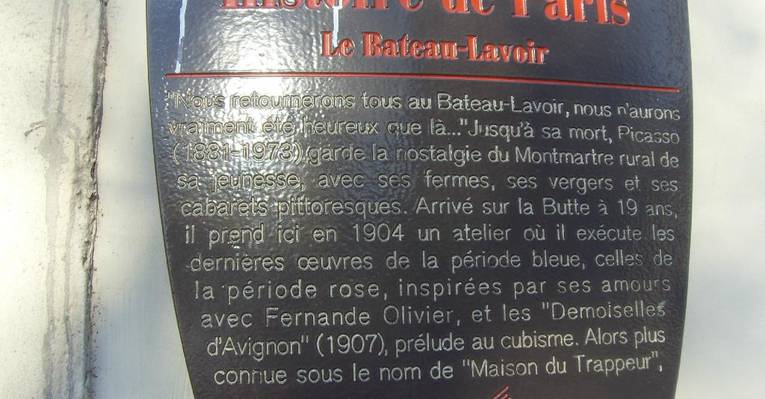 Histoire de Paris
Le Bateau-Lavoir
"Nous retournerons tous au Bateau-Lavoir, nous n'aurons
vraiment été heureux que là..."Jusqu'à sa mort, Picasso
(1881-1973) garde la nostalgie du Montmartre rural de
sa jeunesse, avec ses fermes, ses vergers et ses
cabarets pittoresques. Arrivé sur la Butte à 19 ans,
il prend ici en 1904 un atelier où il exécute les
dernières œuvres de la période bleue, celles de
la période rose, inspirées par ses amours
avec Fernande Olivier, et les "Demoiselles
d'Avignon" (1907), prélude au cubisme. Alors plus
connue sous le nom de "Maison du Trappeur",